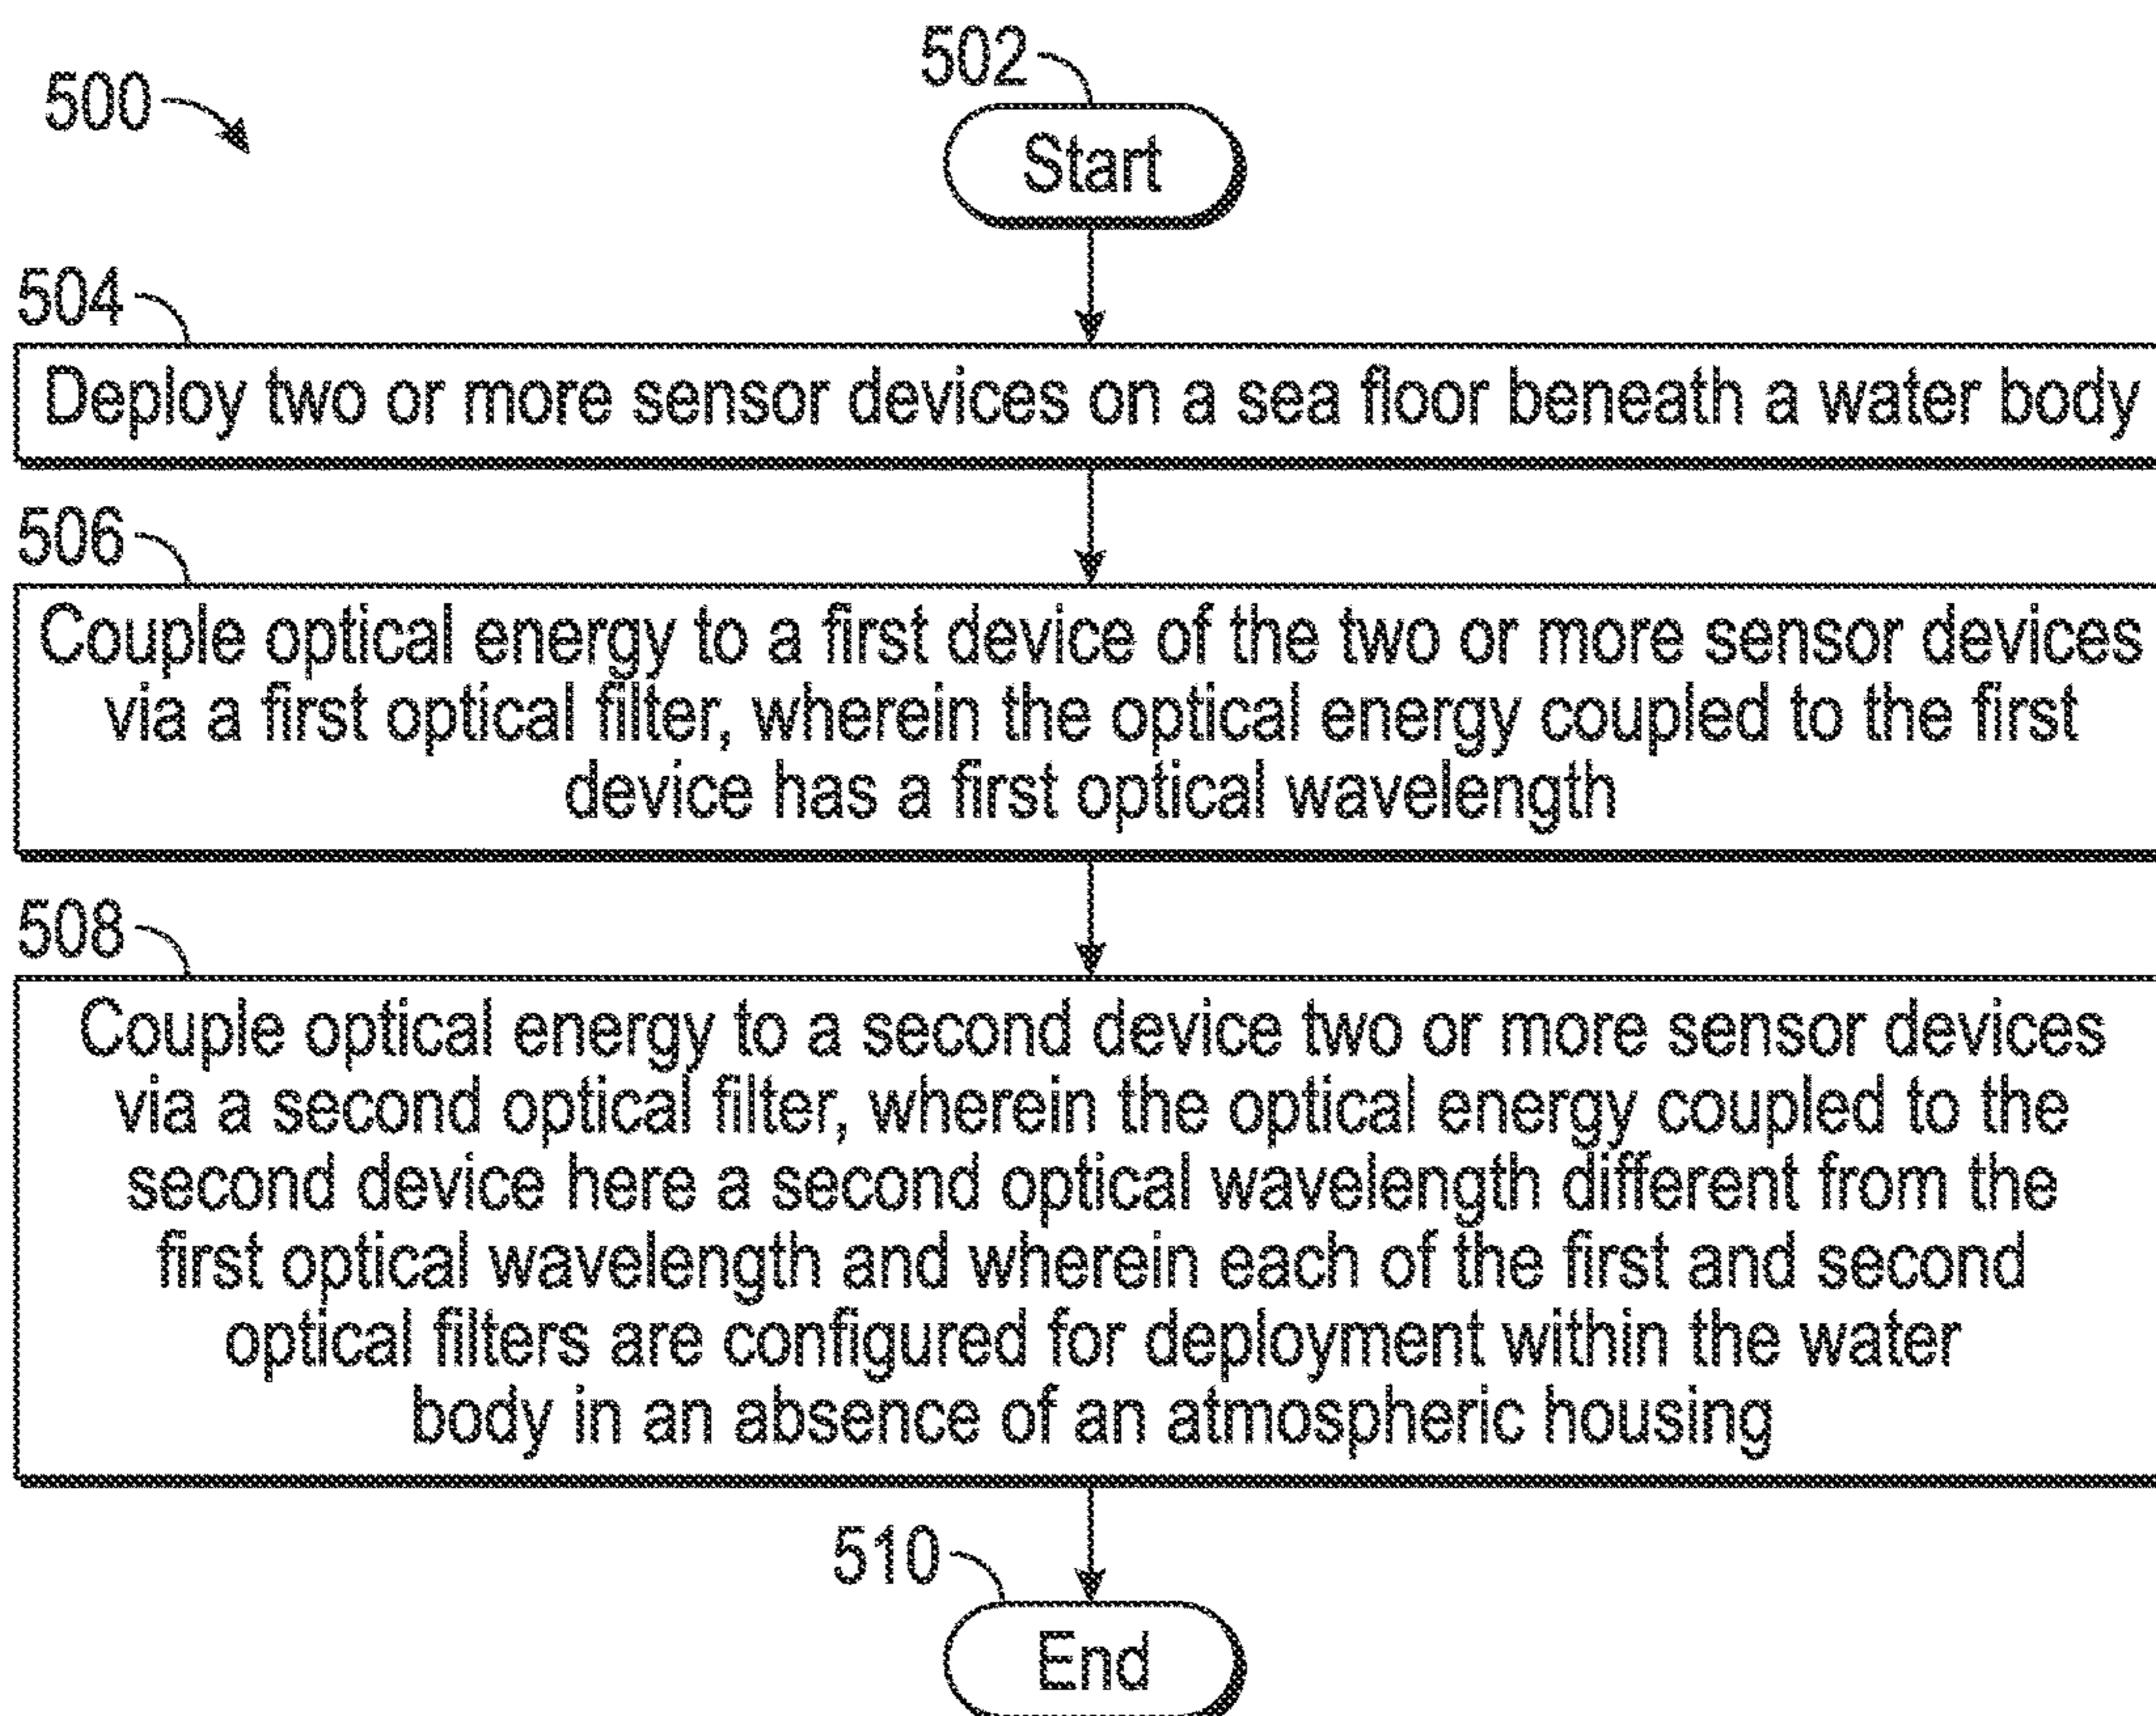 502
500
Start
504
Deploy two or more sensor devices on a sea floor beneath a water body
506
Couple optical energy to a first device of the two or more sensor devices
via a first optical filter, wherein the optical energy coupled to the first
device has a first optical wavelength
508
Couple optical energy to a second device two or more sensor devices
via a second optical filter, wherein the optical energy coupled to the
second device here a second optical wavelength different from the
first optical wavelength and wherein each of the first and second
optical filters are configured for deployment within the water
body in an absence of an atmospheric housing
510
End